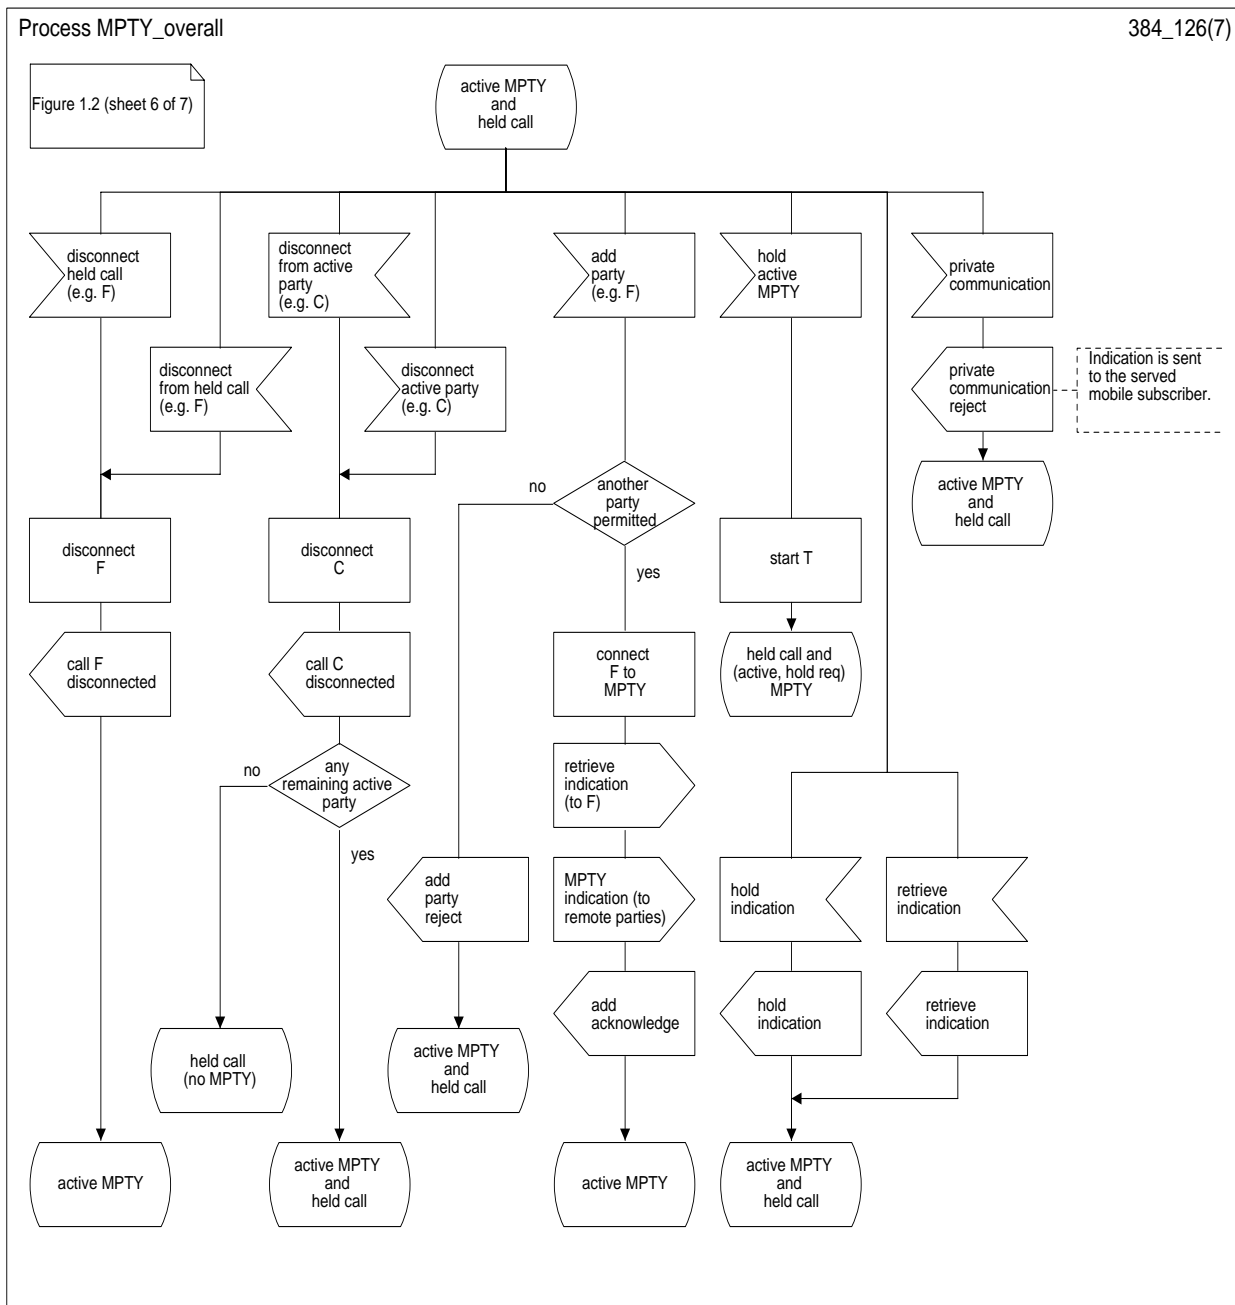 Process MPTY_overall
384_126(7)
Figure 1.2 (sheet 6 of 7)
active MPTY
and
held call
disconnect
held call
(e.g. F)
disconnect
from active
party
(e.g. C)
add
party
(e.g. F)
hold
active
MPTY
private
communication
disconnect
from held call
(e.g. F)
disconnect
active party
(e.g. C)
private
communication
reject
Indication is sent
to the served
mobile subscriber.
no
another
party
permitted
yes
active MPTY
and
held call
disconnect
F
disconnect
C
start T
call F
disconnected
call C
disconnected
connect
F to
MPTY
held call and
(active, hold req)
MPTY
no
any
remaining active
party
yes
retrieve
indication
(to F)
add
party
reject
MPTY
indication (to
remote parties)
hold
indication
retrieve
indication
add
acknowledge
hold
indication
retrieve
indication
held call
(no MPTY)
active MPTY
and
held call
active MPTY
active MPTY
and
held call
active MPTY
active MPTY
and
held call